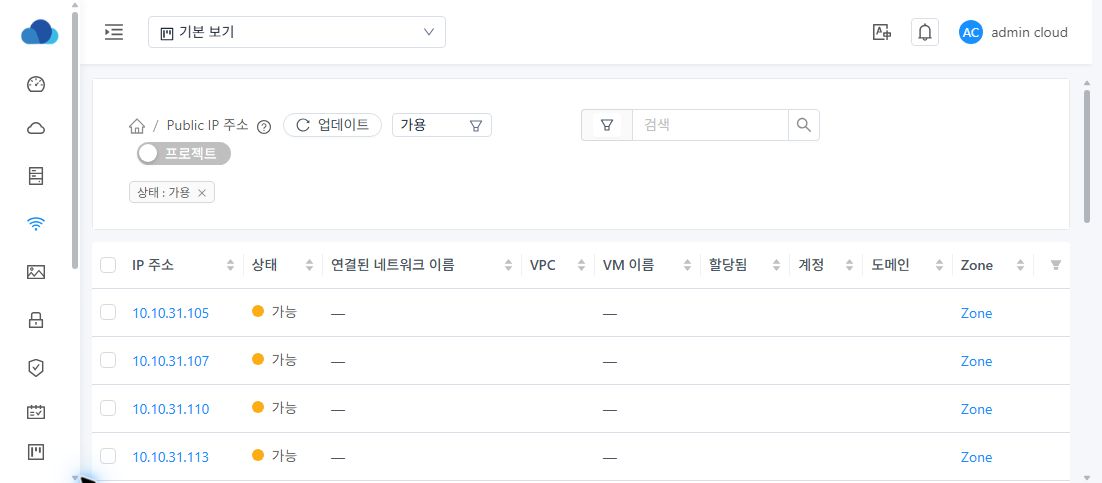 기본 보기
AC admin cloud
/ Public IP 주소 업데이트 가용 검색
프로젝트
상태 : 가용
IP 주소 상태 연결된 네트워크 이름 VPC VM 이름 할당됨 계정 도메인 Zone
10.10.31.105 가능 — — Zone
10.10.31.107 가능 — — Zone
10.10.31.110 가능 — — Zone
10.10.31.113 가능 — — Zone